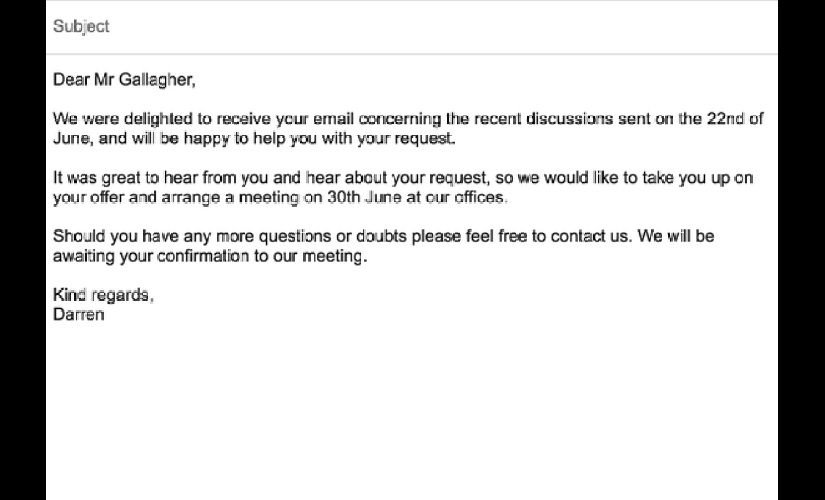 Subject
Dear Mr Gallagher,
We were delighted to receive your email concerning the recent discussions sent on the 22nd of
June, and will be happy to help you with your request.
It was great to hear from you and hear about your request, so we would like to take you up on
your offer and arrange a meeting on 30th June at our offices.
Should you have any more questions or doubts please feel free to contact us. We will be
awaiting your confirmation to our meeting.
Kind regards,
Darren